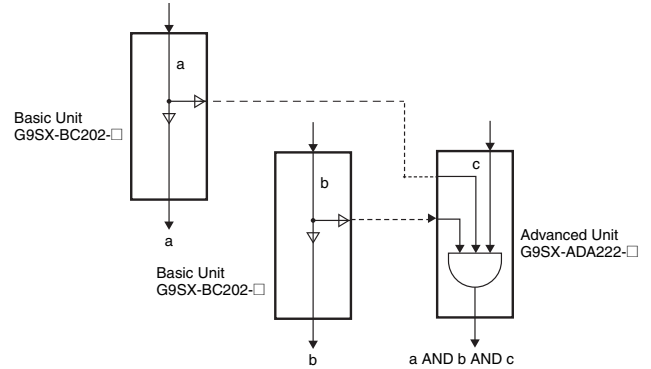 a
Basic Unit
G9SX-BC202-□
a
b
Basic Unit
G9SX-BC202-□
b
c
Advanced Unit
G9SX-ADA222-□
a AND b AND c